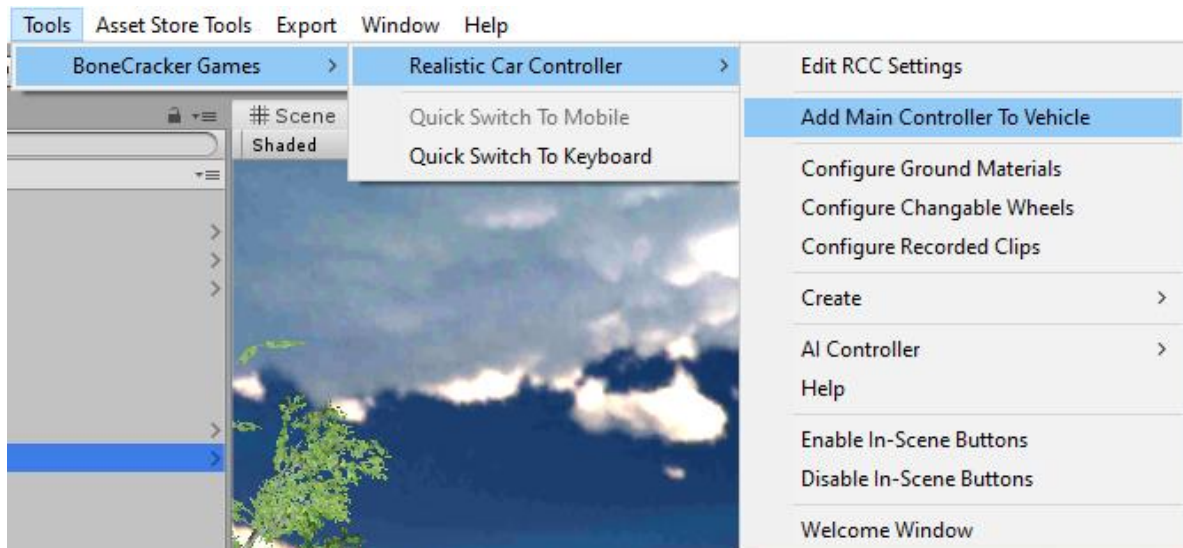 Tools Asset Store Tools Export Window Help
BoneCracker Games
Realistic Car Controller
Quick Switch To Mobile
Quick Switch To Keyboard
Edit RCC Settings
Add Main Controller To Vehicle
Configure Ground Materials
Configure Changable Wheels
Configure Recorded Clips
Create
AI Controller
Help
Enable In-Scene Buttons
Disable In-Scene Buttons
Welcome Window
# Scene
Shaded